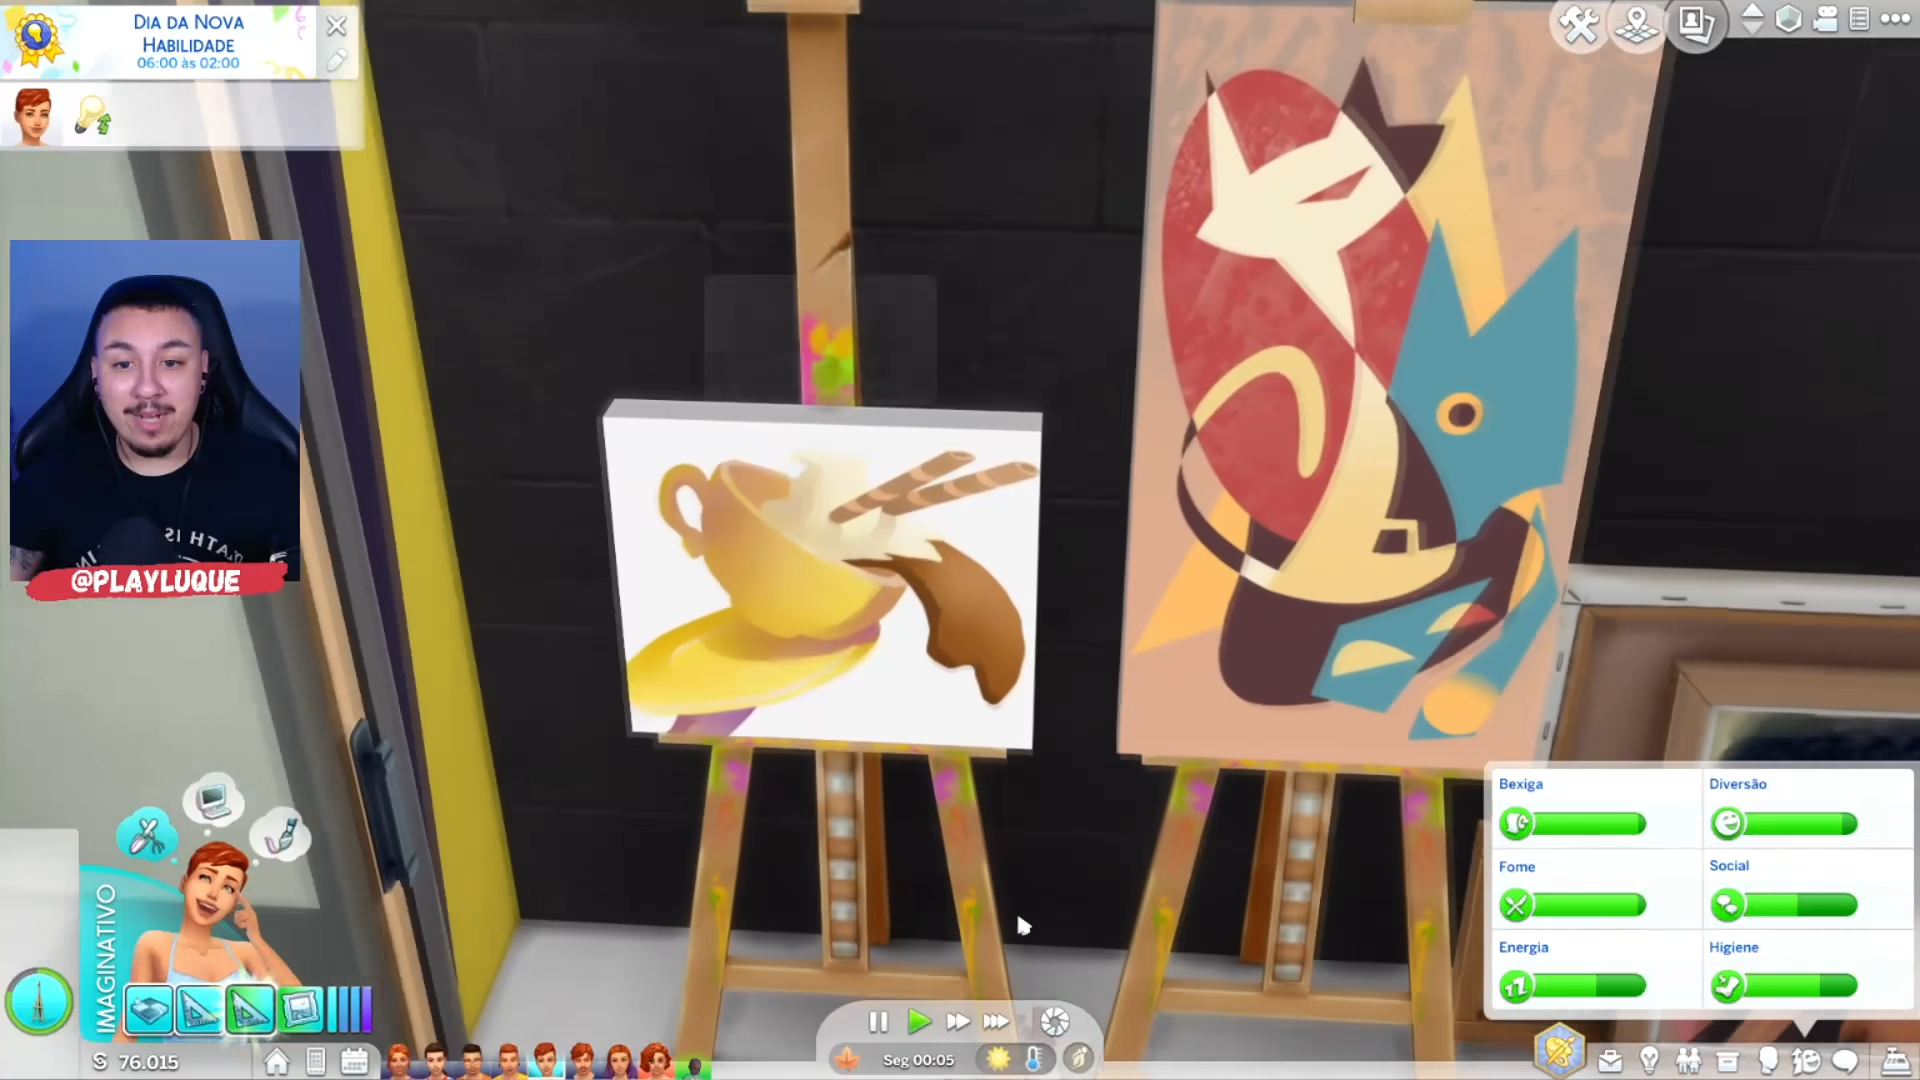 DIA DA NOVA
HABILIDADE
06:00 às 02:00
@PLAYLUQUE
IMAGINATIVO
76.015
Seg 00:05
Bexiga
Diversão
Fome
Social
Energia
Higiene